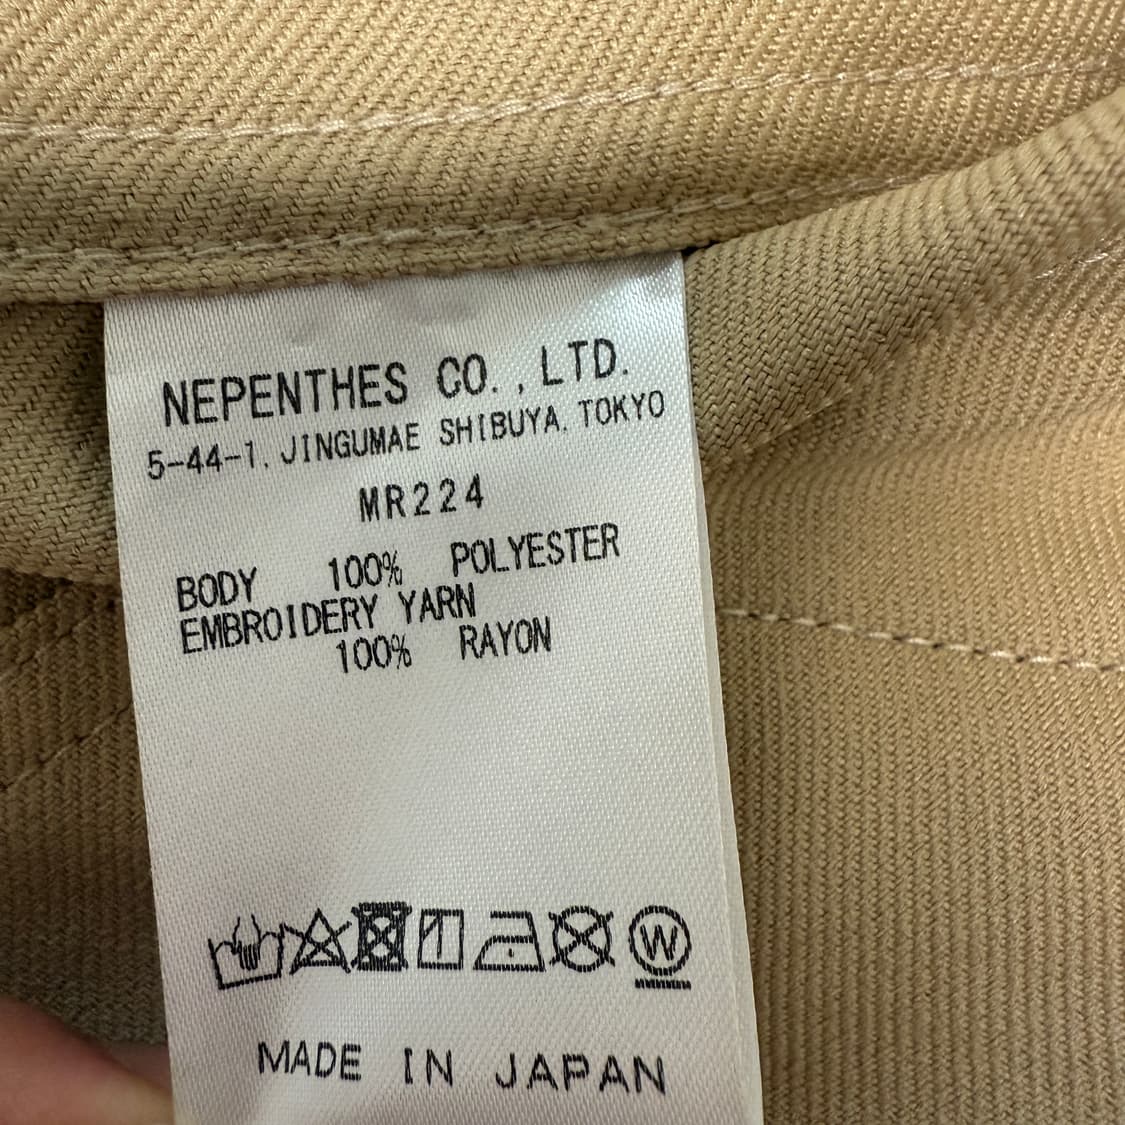 NEPENTHES CO., LTD.
5-44-1, JINGUMAE SHIBUYA, TOKYO
MR224
BODY 100% POLYESTER
EMBROIDERY YARN
100% RAYON
W
MADE IN JAPAN